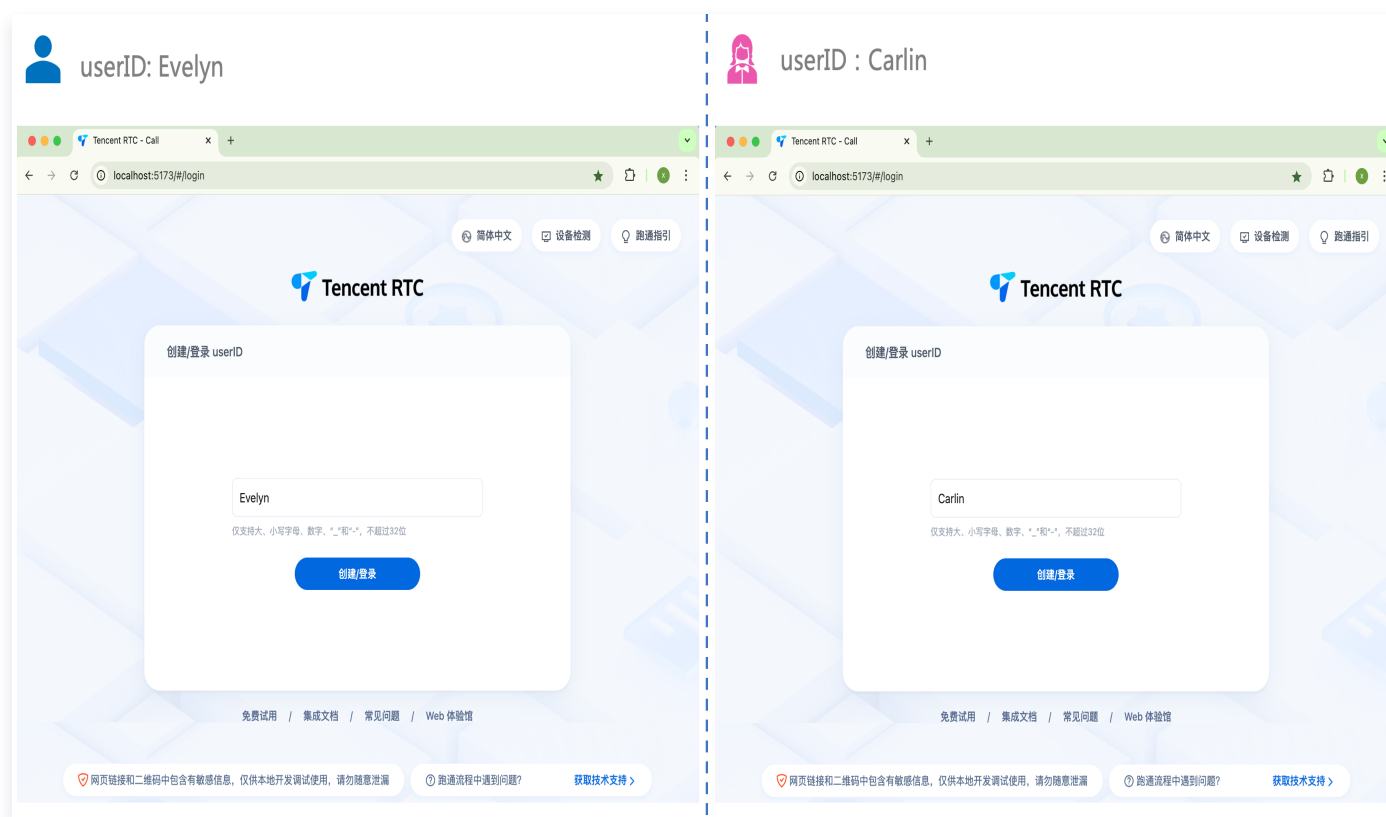 userID: Evelyn
Tencent RTC - Call
localhost:5173/#/login
简体中文
设备检测
跑通指引
Tencent RTC
创建/登录 userID
Evelyn
仅支持大、小写字母、数字、“_”和“-”，不超过32位
创建/登录
免费试用 / 集成文档 / 常见问题 / Web 体验馆
网页链接和二维码中包含有敏感信息，仅供本地开发调试使用，请勿随意泄漏
跑通流程中遇到问题?
获取技术支持 >
userID : Carlin
Tencent RTC - Call
localhost:5173/#/login
简体中文
设备检测
跑通指引
Tencent RTC
创建/登录 userID
Carlin
仅支持大、小写字母、数字、“_”和“-”，不超过32位
创建/登录
免费试用 / 集成文档 / 常见问题 / Web 体验馆
网页链接和二维码中包含有敏感信息，仅供本地开发调试使用，请勿随意泄漏
跑通流程中遇到问题?
获取技术支持 >